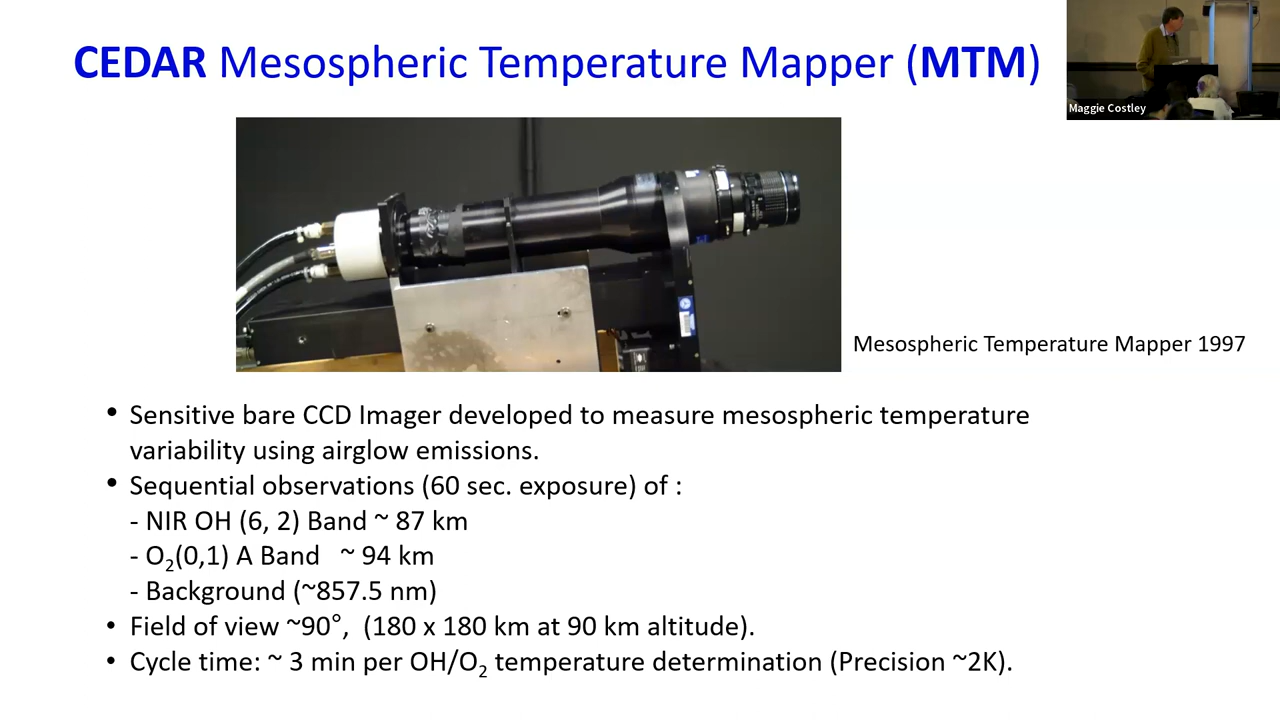 CEDAR Mesospheric Temperature Mapper (MTM)
Maggie Costley
Mesospheric Temperature Mapper 1997
• Sensitive bare CCD Imager developed to measure mesospheric temperature
variability using airglow emissions.
• Sequential observations (60 sec. exposure) of :
- NIR OH (6, 2) Band ~ 87 km
- O₂(0,1) A Band ~ 94 km
- Background (~857.5 nm)
• Field of view ~90°, (180 x 180 km at 90 km altitude).
• Cycle time: ~ 3 min per OH/O₂ temperature determination (Precision ~2K).